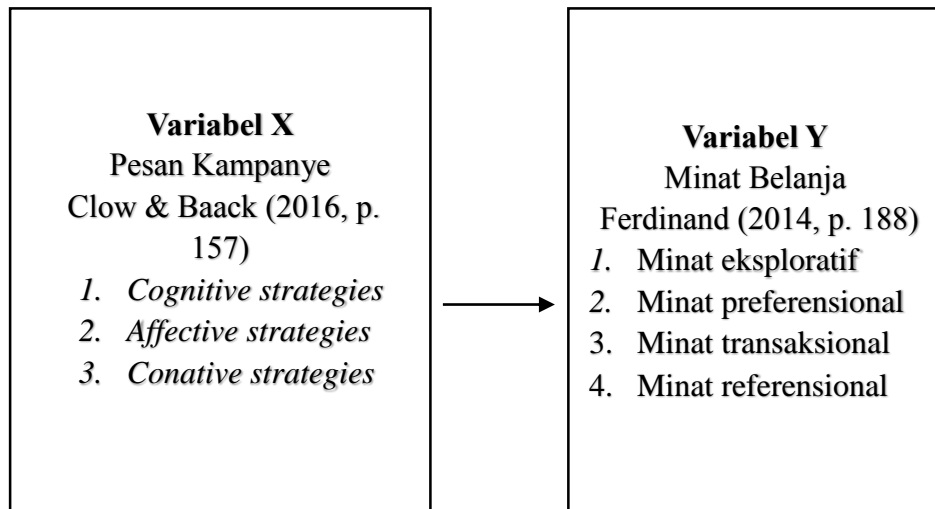 Variabel X
Pesan Kampanye
Clow & Baack (2016, p.
157)
1. Cognitive strategies
2. Affective strategies
3. Conative strategies
Variabel Y
Minat Belanja
Ferdinand (2014, p. 188)
1. Minat eksploratif
2. Minat preferensional
3. Minat transaksional
4. Minat referensional